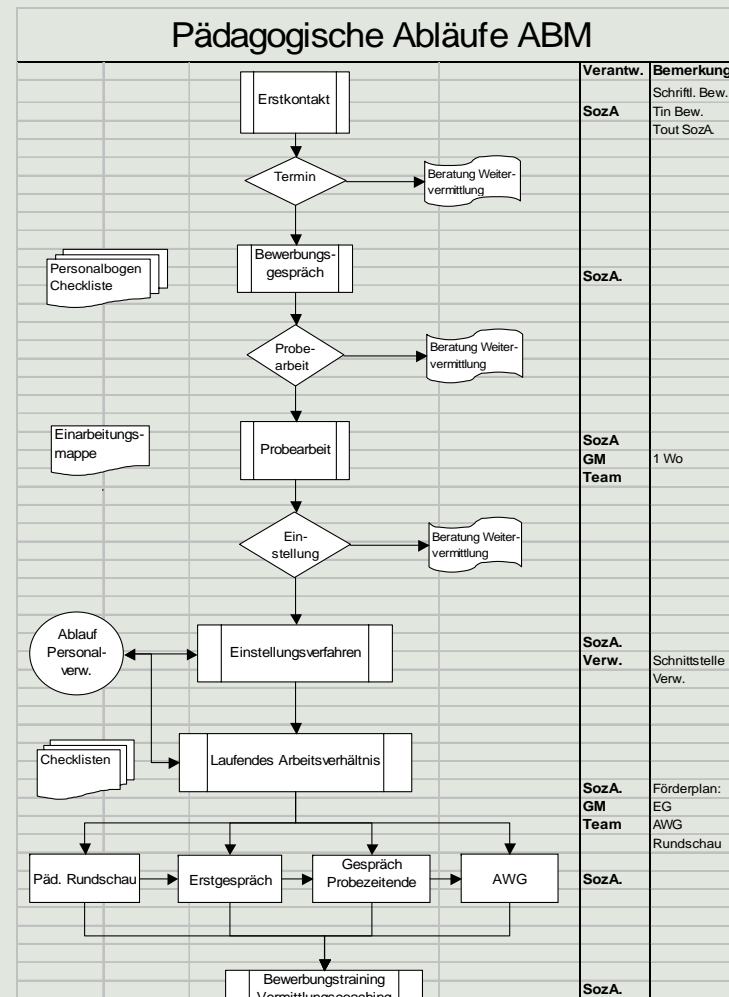 Pädagogische Abläufe ABM
Verantw.
Bemerkung
Erstkontakt
SozA
Schriftl. Bew.
Tin Bew.
Tout SozA.
Termin
Beratung Weiter-
vermittlung
Personalbogen
Checkliste
Bewerbungs-
gespräch
SozA.
Probe-
arbeit
Beratung Weiter-
vermittlung
Einarbeitungs-
mappe
Probearbeit
SozA
GM
Team
1 Wo
Ein-
stellung
Beratung Weiter-
vermittlung
Ablauf
Personal-
verw.
Einstellungsverfahren
SozA.
Verw.
Schnittstelle
Verw.
Checklisten
Laufendes Arbeitsverhältnis
SozA.
GM
Team
Förderplan:
EG
AWG
Rundschau
Päd. Rundschau
Erstgespräch
Gespräch
Probezeitende
AWG
SozA.
Bewerbungstraining
Vermittlungscoaching
SozA.